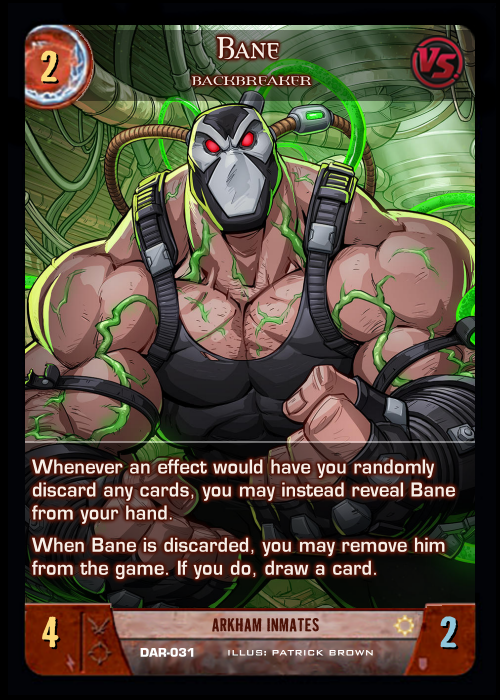 2
Bane
BACKBREAKER
VS
Whenever an effect would have you randomly
discard any cards, you may instead reveal Bane
from your hand.
When Bane is discarded, you may remove him
from the game. If you do, draw a card.
4
ARKHAM INMATES
2
DAR-031 ILLUS: PATRICK BROWN